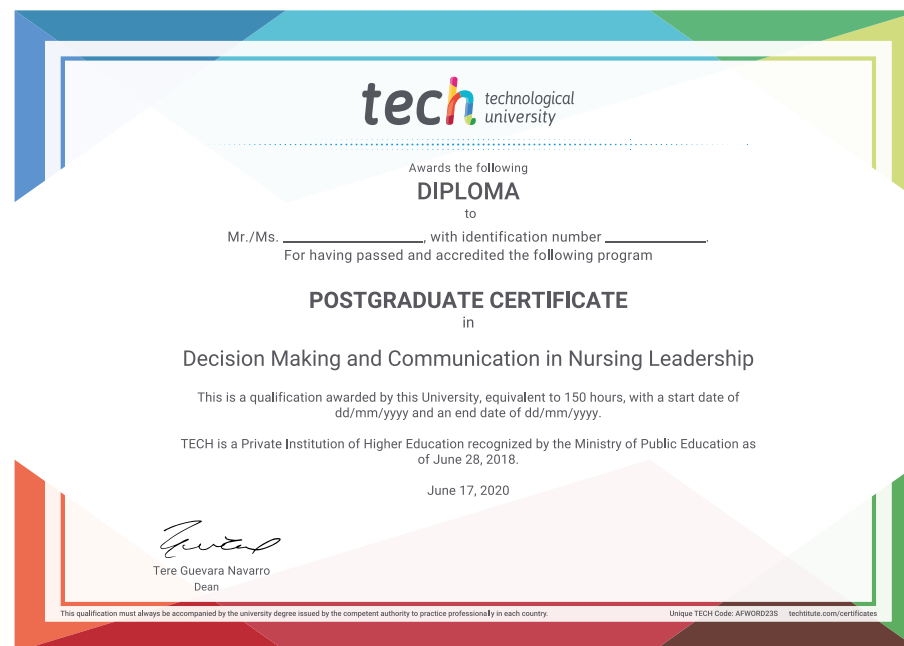 tech technological
university
Awards the following
DIPLOMA
to
Mr./Ms. ____________, with identification number ____________.
For having passed and accredited the following program
POSTGRADUATE CERTIFICATE
in
Decision Making and Communication in Nursing Leadership
This is a qualification awarded by this University, equivalent to 150 hours, with a start date of
dd/mm/yyyy and an end date of dd/mm/yyyy.
TECH is a Private Institution of Higher Education recognized by the Ministry of Public Education as
of June 28, 2018.
June 17, 2020
Tere Guevara Navarro
Dean
This qualification must always be accompanied by the university degree issued by the competent authority to practice professionally in each country.
Unique TECH Code: AFWORD23S techtitute.com/certificates